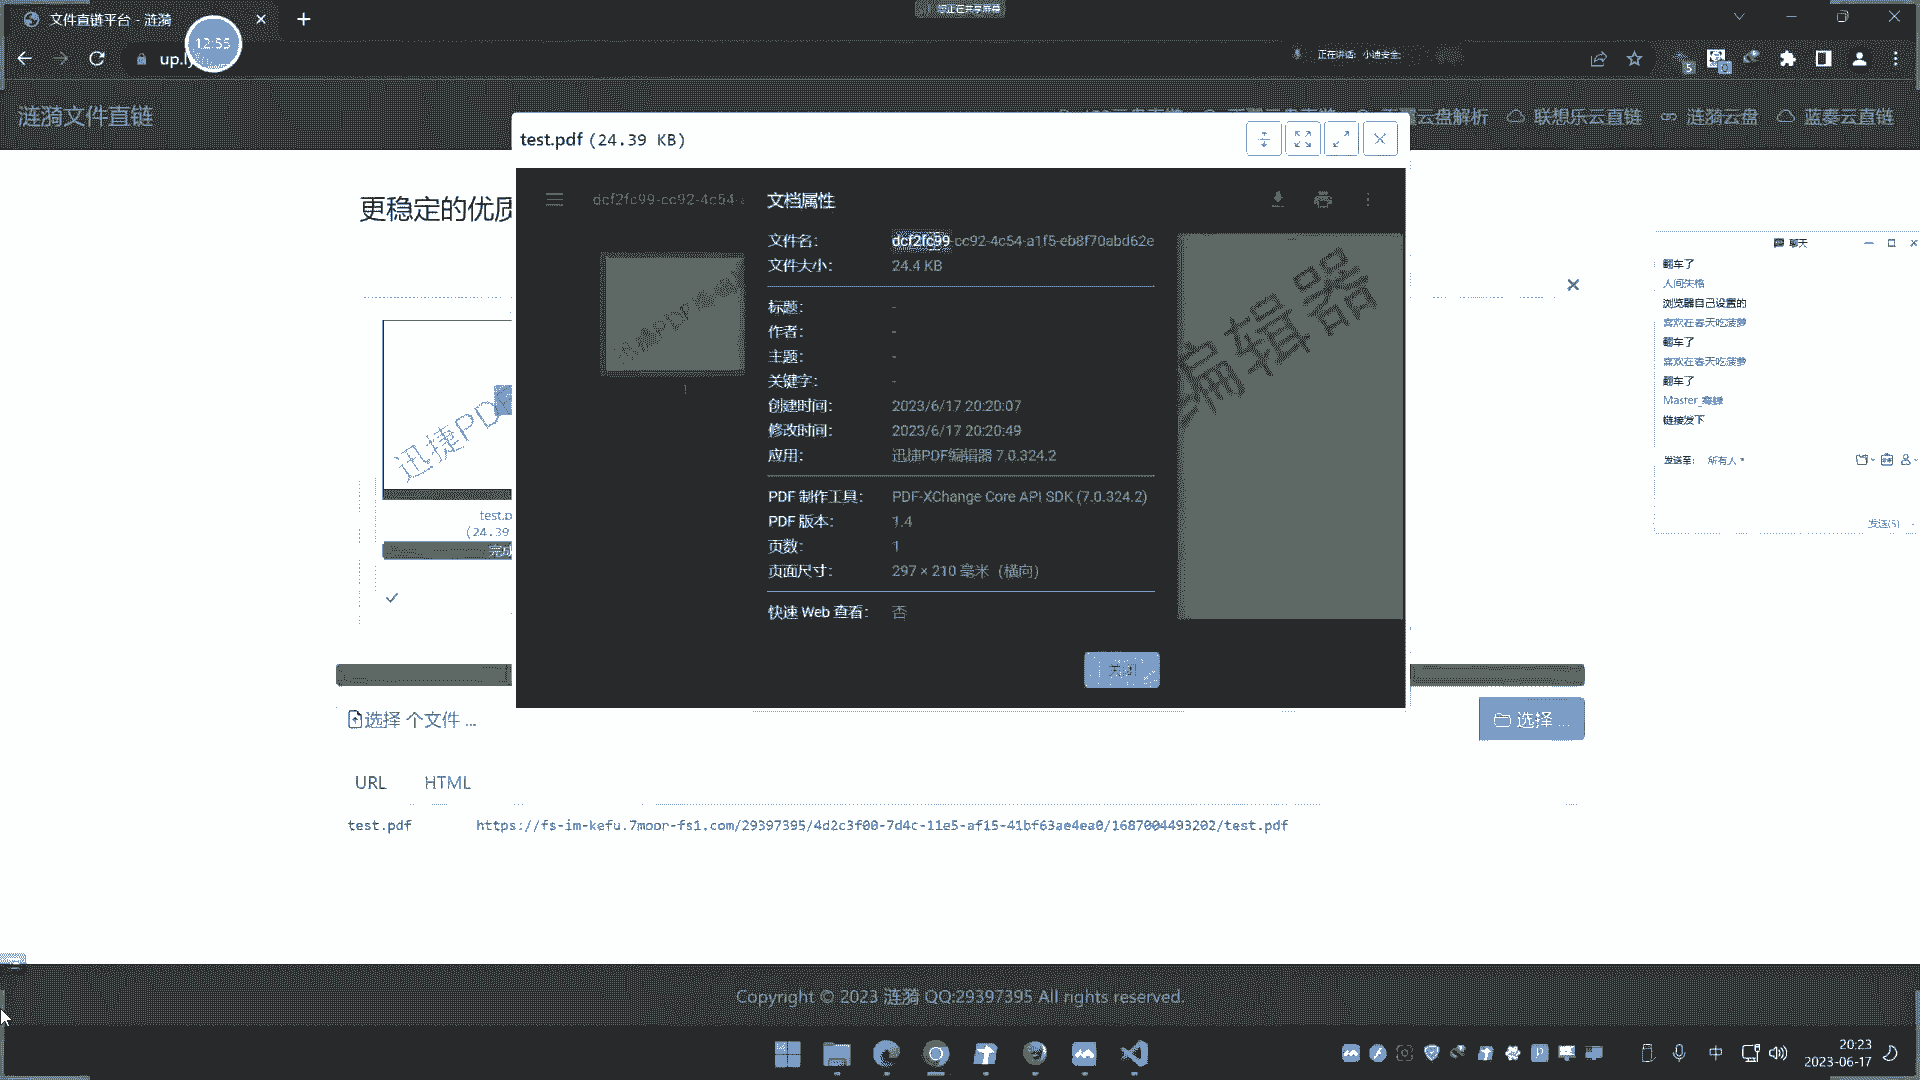 文件直链平台 - 涟漪
您正在共享屏幕
12:55
up.ly
正在讲话: 小迪安全;
5
涟漪文件直链
云盘解析
联想乐云直链
涟漪云盘
蓝奏云直链
test.pdf (24.39 KB)
更稳定的优质
dcf2fc99-cc92-4c54-a
文档属性
文件名: dcf2fc99-cc92-4c54-a1f5-eb8f70abd62e
文件大小: 24.4 KB
标题: -
作者: -
主题: -
关键字: -
创建时间: 2023/6/17 20:20:07
修改时间: 2023/6/17 20:20:49
应用: 迅捷PDF编辑器 7.0.324.2
PDF 制作工具: PDF-XChange Core API SDK (7.0.324.2)
PDF 版本: 1.4
页数: 1
页面尺寸: 297 × 210 毫米 (横向)
快速 Web 查看: 否
关闭
迅捷PDF编辑
1
编辑器
迅捷PD
test.p
(24.39
完成
聊天
翻车了
人间失格
浏览器自己设置的
喜欢在春天吃菠萝
翻车了
喜欢在春天吃菠萝
翻车了
链接发下
发送至: 所有人
发送(S)
选择 个文件 ...
选择 ...
URL
HTML
test.pdf
https://fs-im-kefu.7moor-fs1.com/29397395/4d2c3f00-7d4c-11e5-af15-41bf63ae4ea0/1687004493202/test.pdf
Copyright © 2023 涟漪 QQ:29397395 All rights reserved.
中
20:23
2023-06-17